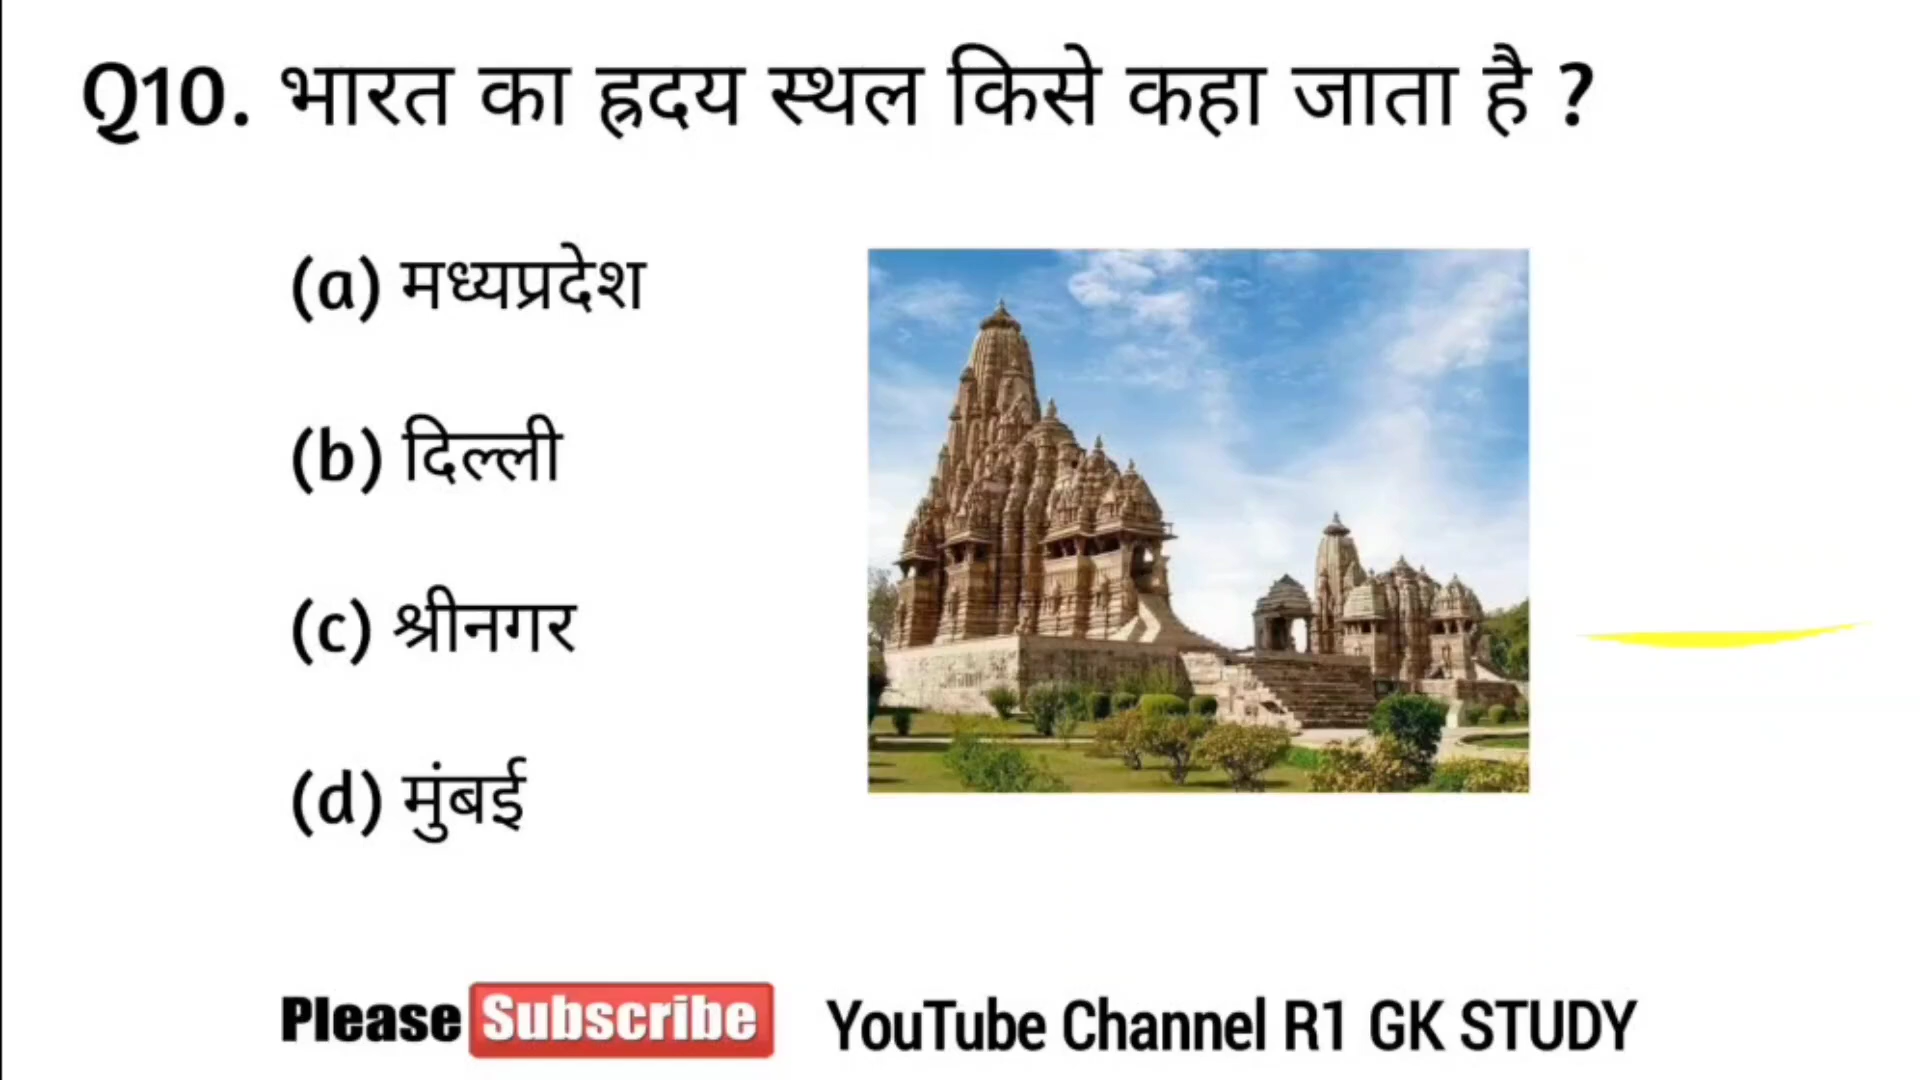 Q10. भारत का ह्रदय स्थल किसे कहा जाता है ?
(a) मध्यप्रदेश
(b) दिल्ली
(c) श्रीनगर
(d) मुंबई
Please Subscribe YouTube Channel R1 GK STUDY